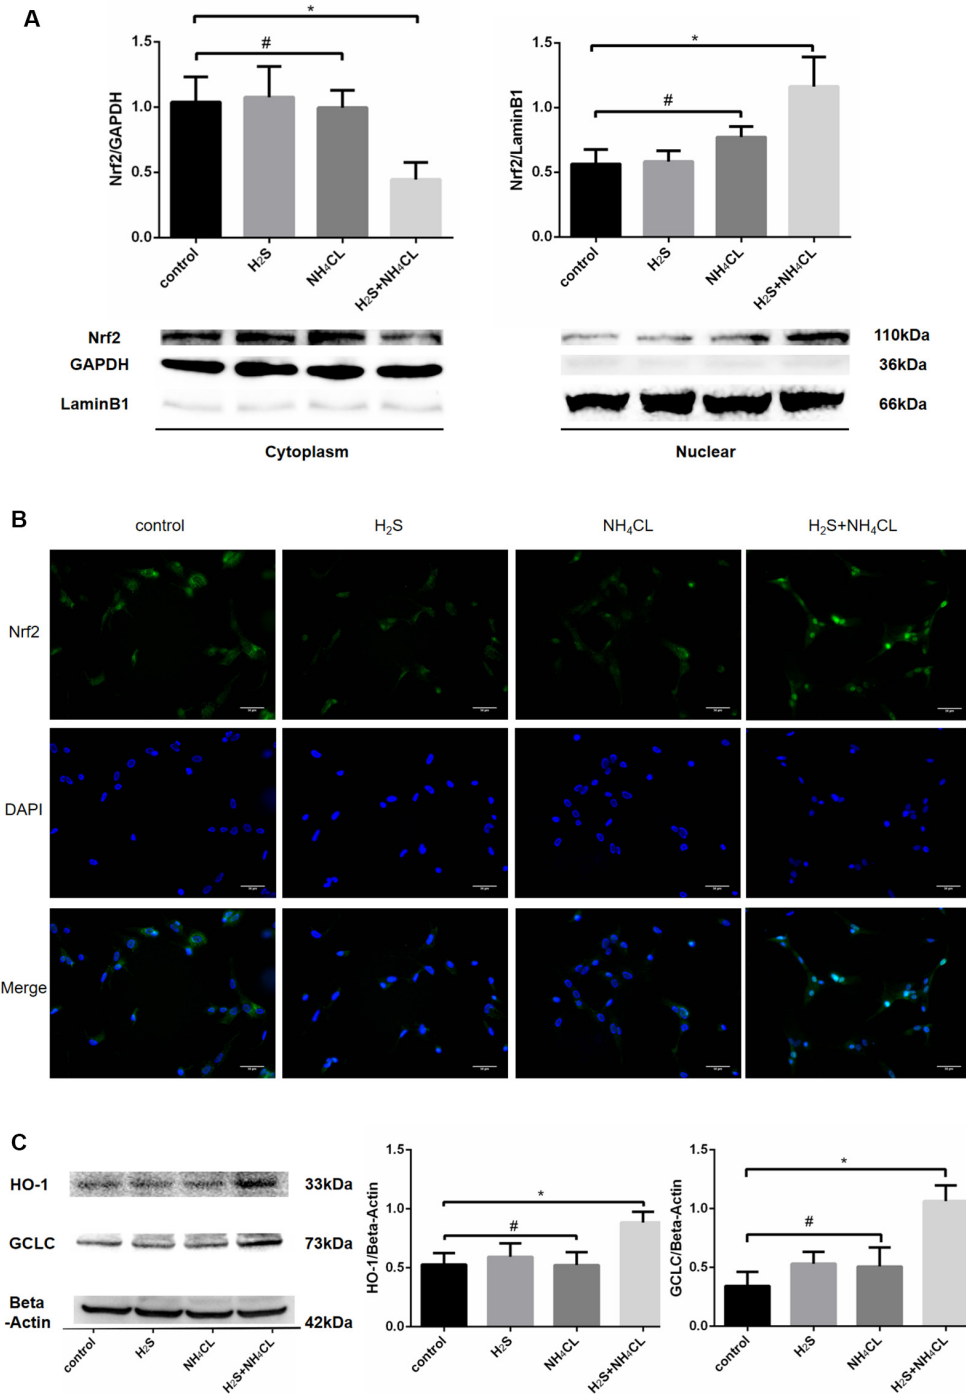 A
*
#
1.5
1.0
0.5
0.0
Nrf2/GAPDH
control
H₂S
NH₄CL
H₂S+NH₄CL
*
#
1.5
1.0
0.5
0.0
Nrf2/LaminB1
control
H₂S
NH₄CL
H₂S+NH₄CL
Nrf2
110kDa
GAPDH
36kDa
LaminB1
66kDa
Cytoplasm
Nuclear
B
control
H₂S
NH₄CL
H₂S+NH₄CL
Nrf2
DAPI
Merge
C
HO-1
33kDa
GCLC
73kDa
Beta
-Actin
42kDa
control
H₂S
NH₄CL
H₂S+NH₄CL
1.5
1.0
0.5
0.0
HO-1/Beta-Actin
*
#
control
H₂S
NH₄CL
H₂S+NH₄CL
1.5
1.0
0.5
0.0
GCLC/Beta-Actin
*
#
control
H₂S
NH₄CL
H₂S+NH₄CL